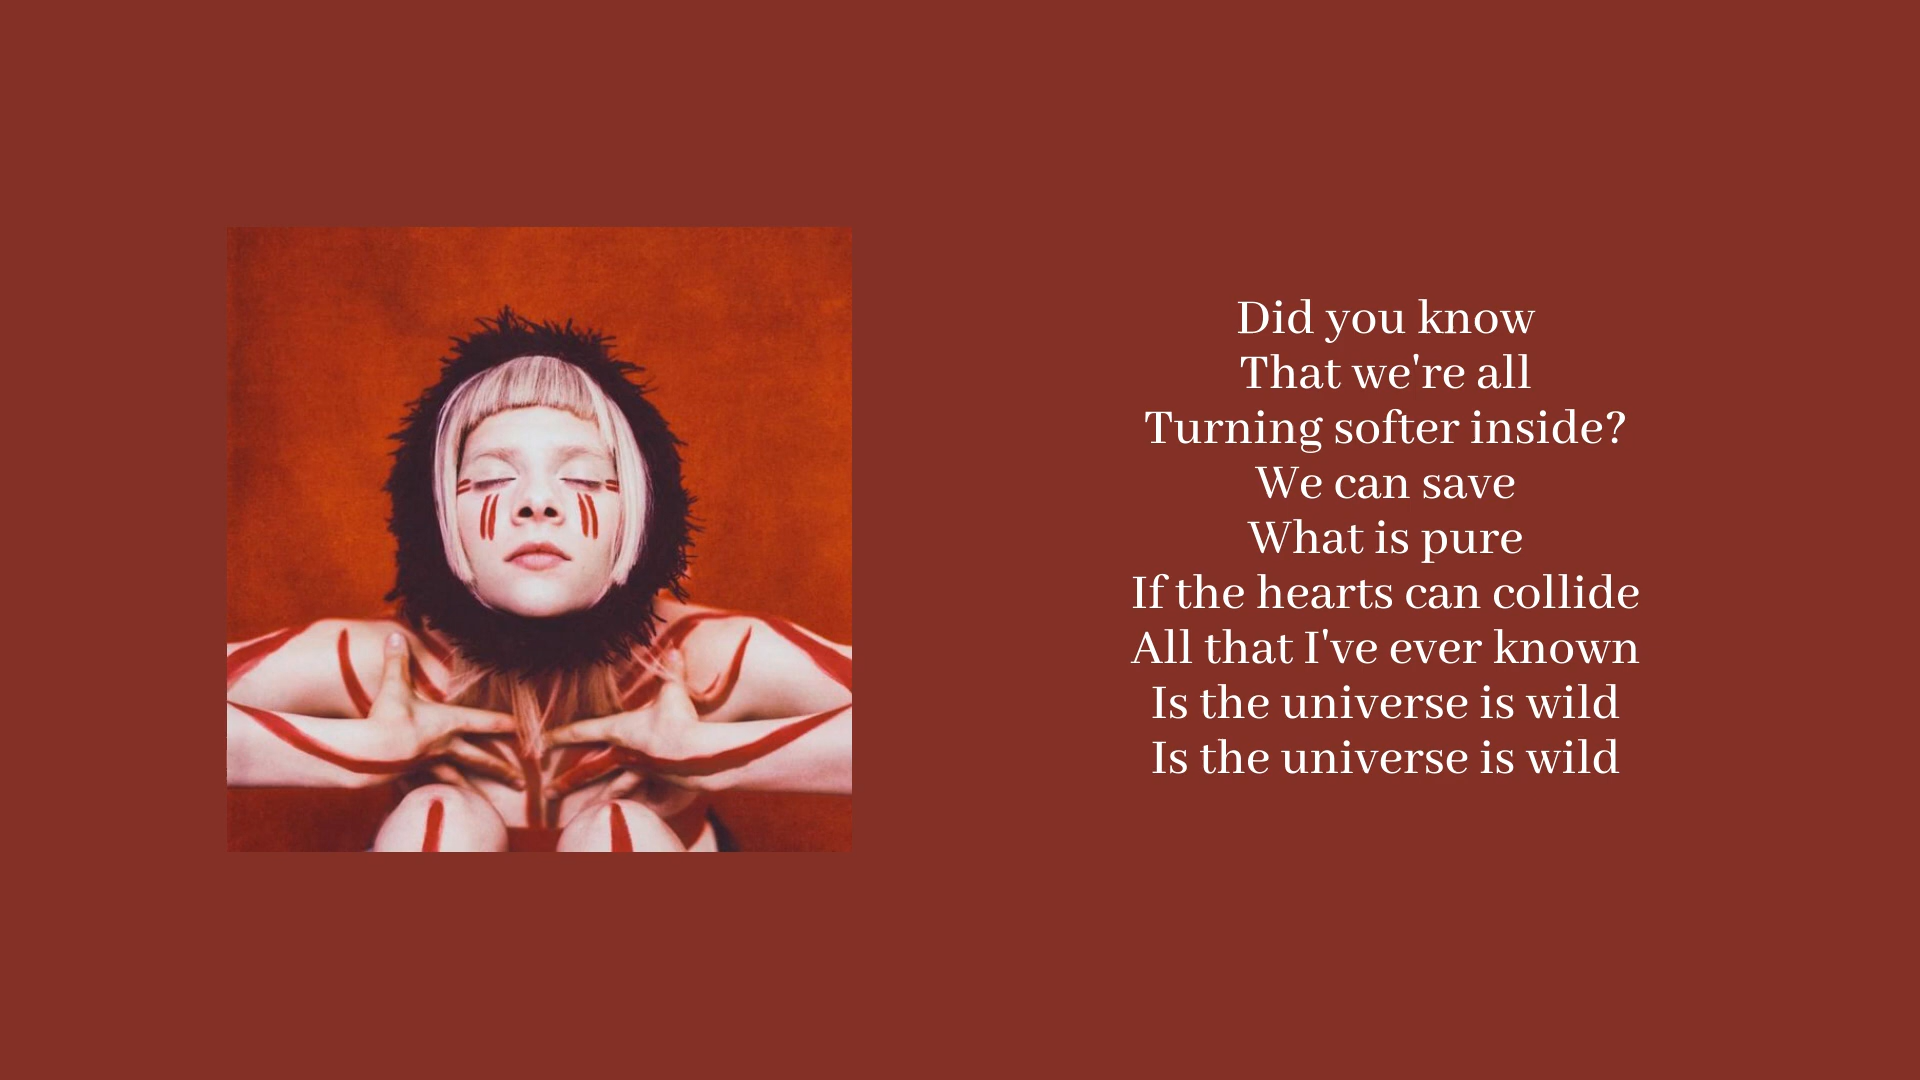 Did you know
That we're all
Turning softer inside?
We can save
What is pure
If the hearts can collide
All that I've ever known
Is the universe is wild
Is the universe is wild